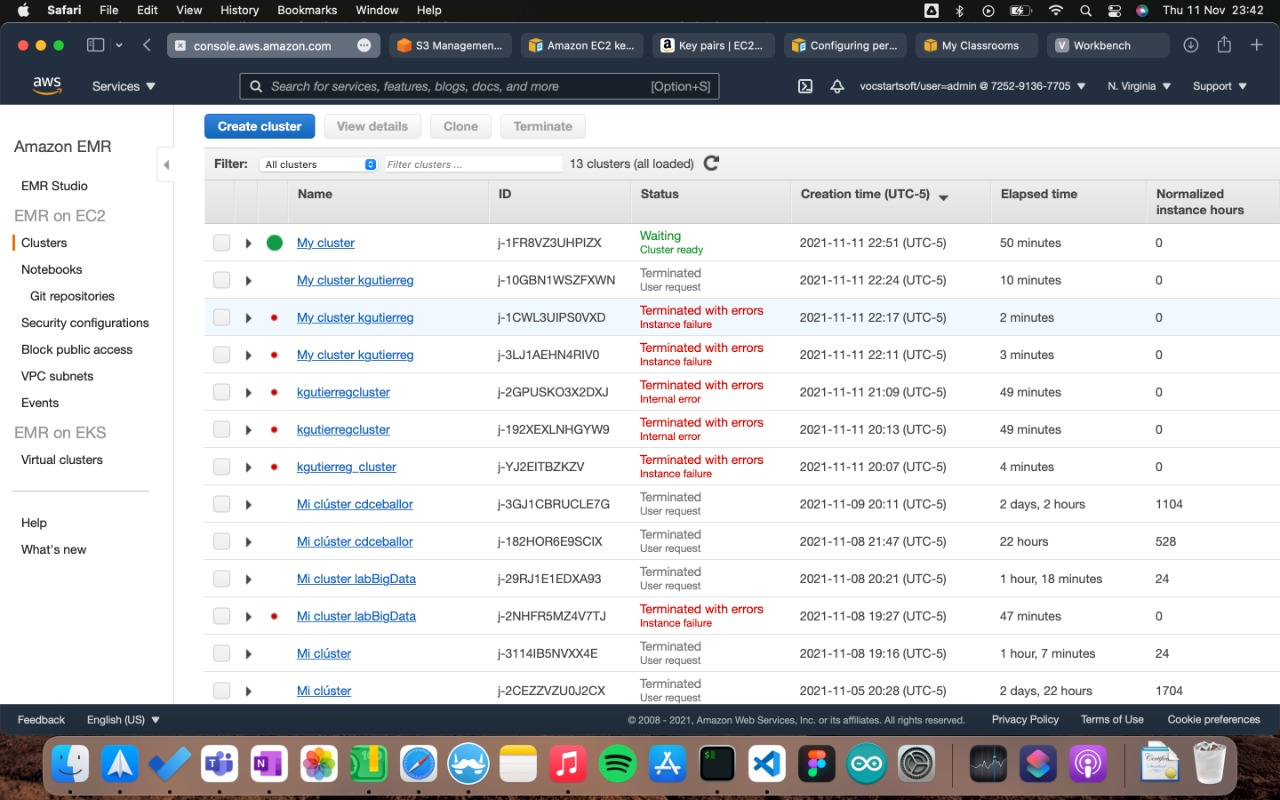 Safari File Edit View History Bookmarks Window Help Thu 11 Nov 23:42
console.aws.amazon.com S3 Managemen... Amazon EC2 ke... Key pairs | EC2... Configuring per... My Classrooms Workbench
aws Services Search for services, features, blogs, docs, and more [Option+S] vocstartsoft/user=admin @ 7252-9136-7705 N. Virginia Support
Amazon EMR
EMR Studio
EMR on EC2
Clusters
Notebooks
Git repositories
Security configurations
Block public access
VPC subnets
Events
EMR on EKS
Virtual clusters
Help
What's new
Create cluster View details Clone Terminate
Filter: All clusters Filter clusters ... 13 clusters (all loaded)
Name ID Status Creation time (UTC-5) Elapsed time Normalized instance hours
My cluster j-1FR8VZ3UHPIZX Waiting Cluster ready 2021-11-11 22:51 (UTC-5) 50 minutes 0
My cluster kgutierreg j-10GBN1WSZFXWN Terminated User request 2021-11-11 22:24 (UTC-5) 10 minutes 0
My cluster kgutierreg j-1CWL3UIPS0VXD Terminated with errors Instance failure 2021-11-11 22:17 (UTC-5) 2 minutes 0
My cluster kgutierreg j-3LJ1AEHN4RIV0 Terminated with errors Instance failure 2021-11-11 22:11 (UTC-5) 3 minutes 0
kgutierregcluster j-2GPUSKO3X2DXJ Terminated with errors Internal error 2021-11-11 21:09 (UTC-5) 49 minutes 0
kgutierregcluster j-192XEXLNHGYW9 Terminated with errors Internal error 2021-11-11 20:13 (UTC-5) 49 minutes 0
kgutierreg_cluster j-YJ2EITBZKZV Terminated with errors Instance failure 2021-11-11 20:07 (UTC-5) 4 minutes 0
Mi clúster cdceballor j-3GJ1CBRUCLE7G Terminated User request 2021-11-09 20:11 (UTC-5) 2 days, 2 hours 1104
Mi clúster cdceballor j-182HOR6E9SCIX Terminated User request 2021-11-08 21:47 (UTC-5) 22 hours 528
Mi cluster labBigData j-29RJ1E1EDXA93 Terminated User request 2021-11-08 20:21 (UTC-5) 1 hour, 18 minutes 24
Mi cluster labBigData j-2NHFR5MZ4V7TJ Terminated with errors Instance failure 2021-11-08 19:27 (UTC-5) 47 minutes 0
Mi clúster j-3114IB5NVXX4E Terminated User request 2021-11-08 19:16 (UTC-5) 1 hour, 7 minutes 24
Mi clúster j-2CEZZVZU0J2CX Terminated User request 2021-11-05 20:28 (UTC-5) 2 days, 22 hours 1704
Feedback English (US) © 2008 - 2021, Amazon Web Services, Inc. or its affiliates. All rights reserved. Privacy Policy Terms of Use Cookie preferences